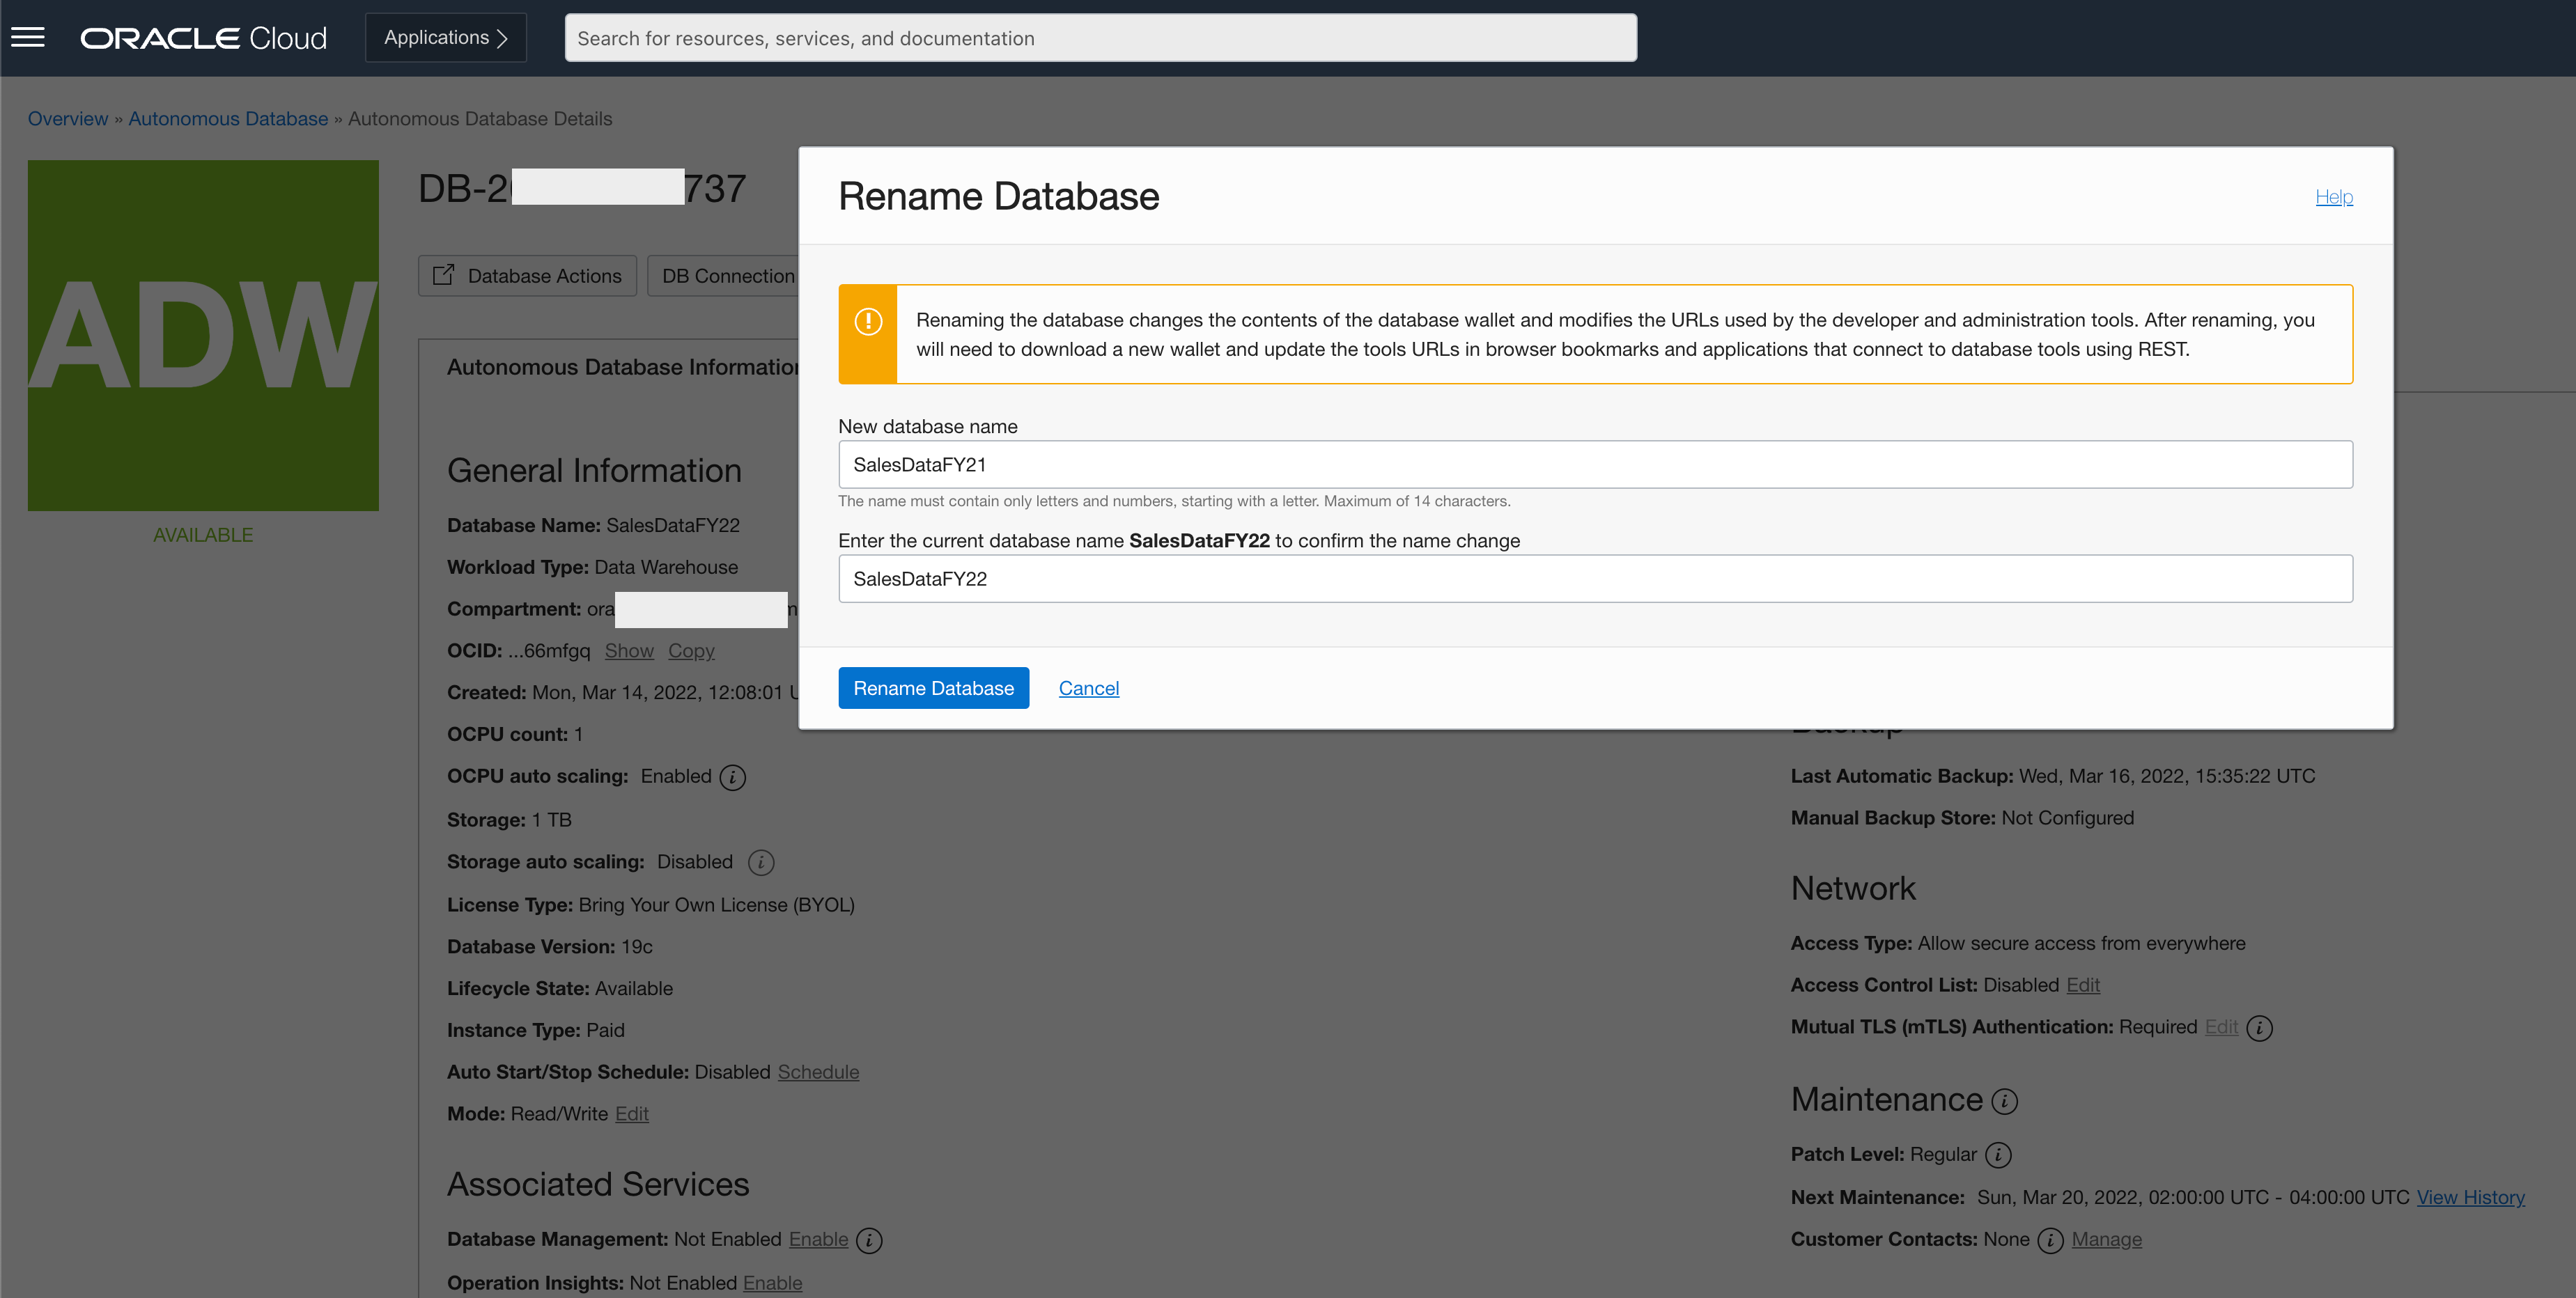 ORACLE Cloud
Applications
Search for resources, services, and documentation
Overview » Autonomous Database » Autonomous Database Details
ADW
AVAILABLE
DB-2 737
Database Actions
DB Connection
Autonomous Database Information
General Information
Database Name: SalesDataFY22
Workload Type: Data Warehouse
Compartment: ora
OCID: ...66mfgq Show Copy
Created: Mon, Mar 14, 2022, 12:08:01 U
OCPU count: 1
OCPU auto scaling: Enabled
Storage: 1 TB
Storage auto scaling: Disabled
License Type: Bring Your Own License (BYOL)
Database Version: 19c
Lifecycle State: Available
Instance Type: Paid
Auto Start/Stop Schedule: Disabled Schedule
Mode: Read/Write Edit
Associated Services
Database Management: Not Enabled Enable
Operation Insights: Not Enabled Enable
Rename Database
Help
Renaming the database changes the contents of the database wallet and modifies the URLs used by the developer and administration tools. After renaming, you
will need to download a new wallet and update the tools URLs in browser bookmarks and applications that connect to database tools using REST.
New database name
SalesDataFY21
The name must contain only letters and numbers, starting with a letter. Maximum of 14 characters.
Enter the current database name SalesDataFY22 to confirm the name change
SalesDataFY22
Rename Database
Cancel
Backup
Last Automatic Backup: Wed, Mar 16, 2022, 15:35:22 UTC
Manual Backup Store: Not Configured
Network
Access Type: Allow secure access from everywhere
Access Control List: Disabled Edit
Mutual TLS (mTLS) Authentication: Required Edit
Maintenance
Patch Level: Regular
Next Maintenance: Sun, Mar 20, 2022, 02:00:00 UTC - 04:00:00 UTC View History
Customer Contacts: None Manage